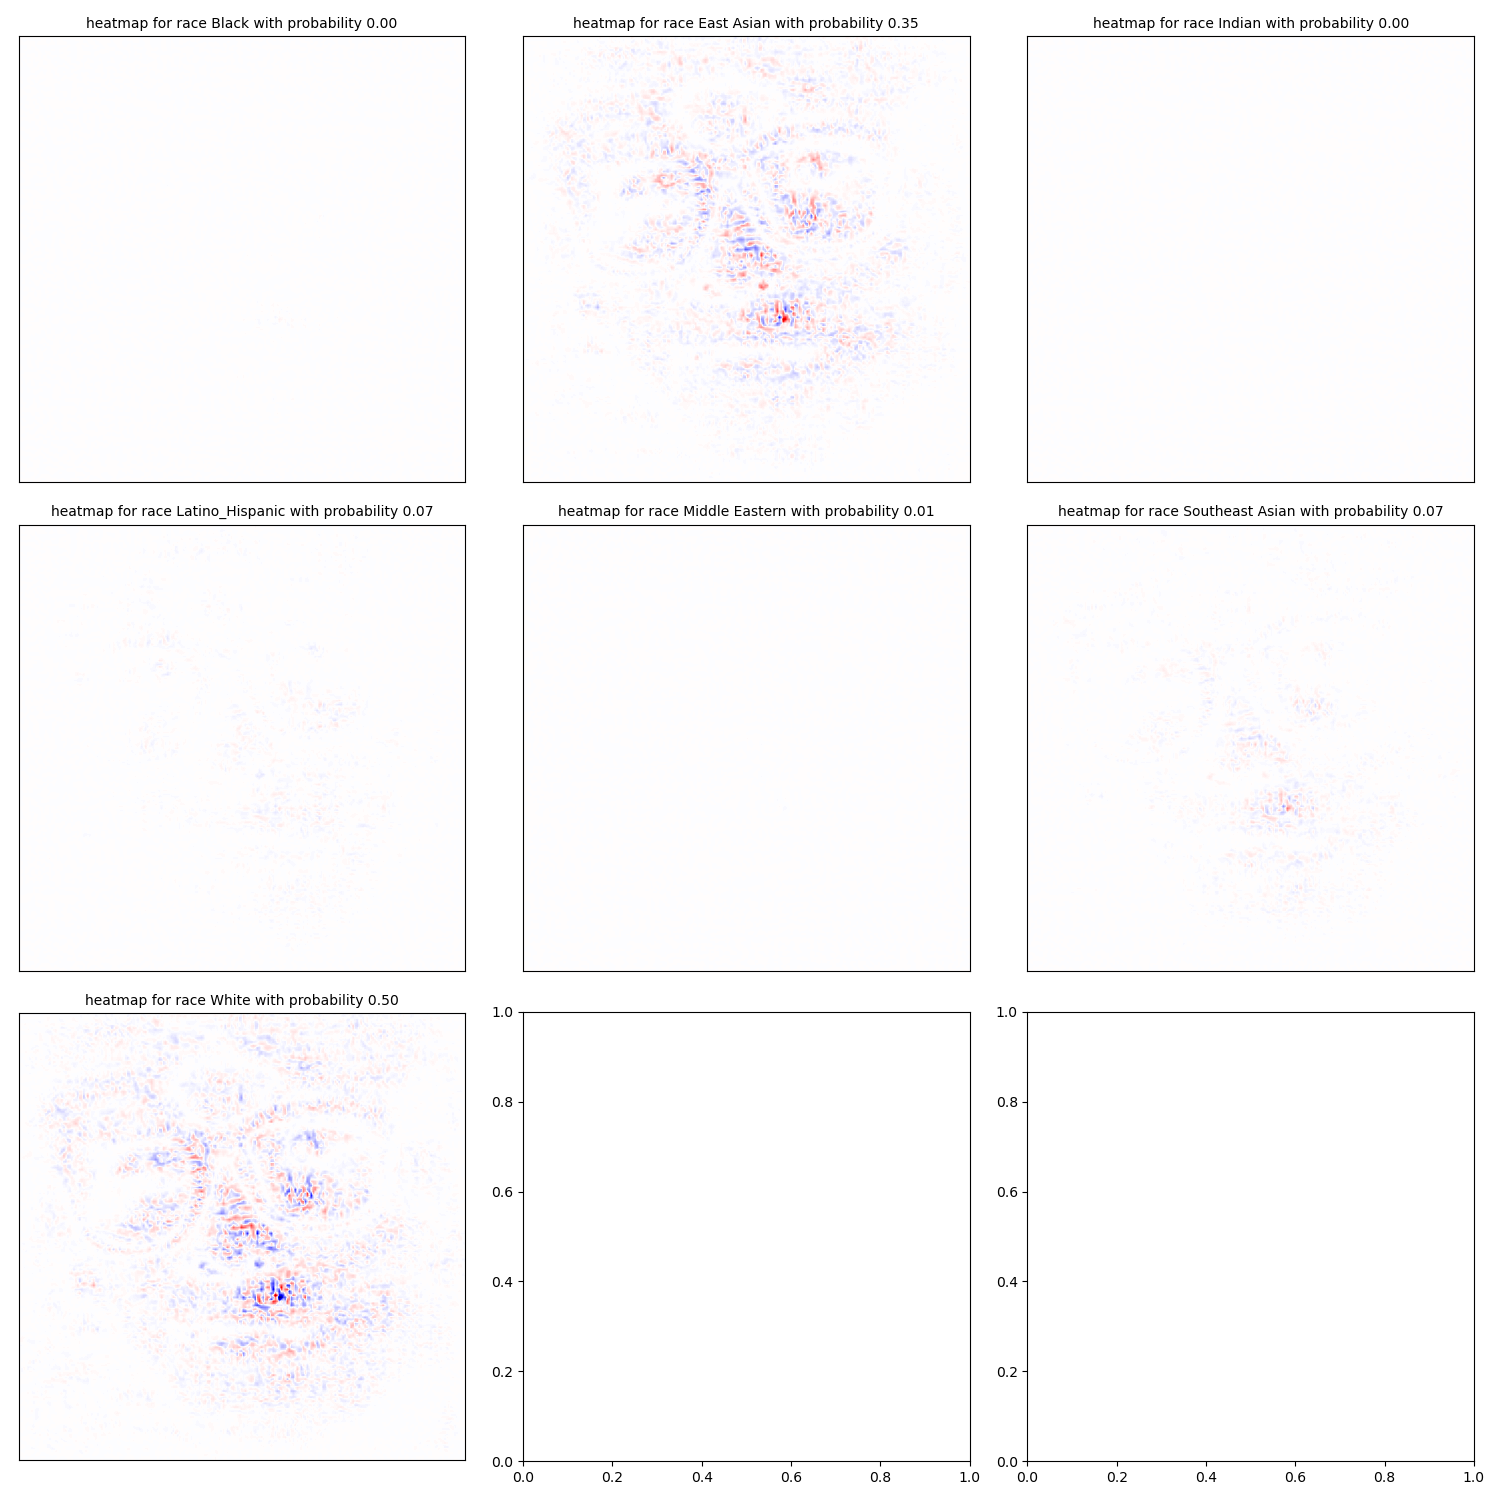 heatmap for race Black with probability 0.00
heatmap for race East Asian with probability 0.35
heatmap for race Indian with probability 0.00
heatmap for race Latino_Hispanic with probability 0.07
heatmap for race Middle Eastern with probability 0.01
heatmap for race Southeast Asian with probability 0.07
heatmap for race White with probability 0.50
1.0
0.8
0.6
0.4
0.2
0.0
0.0 0.2 0.4 0.6 0.8 1.0
1.0
0.8
0.6
0.4
0.2
0.0
0.0 0.2 0.4 0.6 0.8 1.0